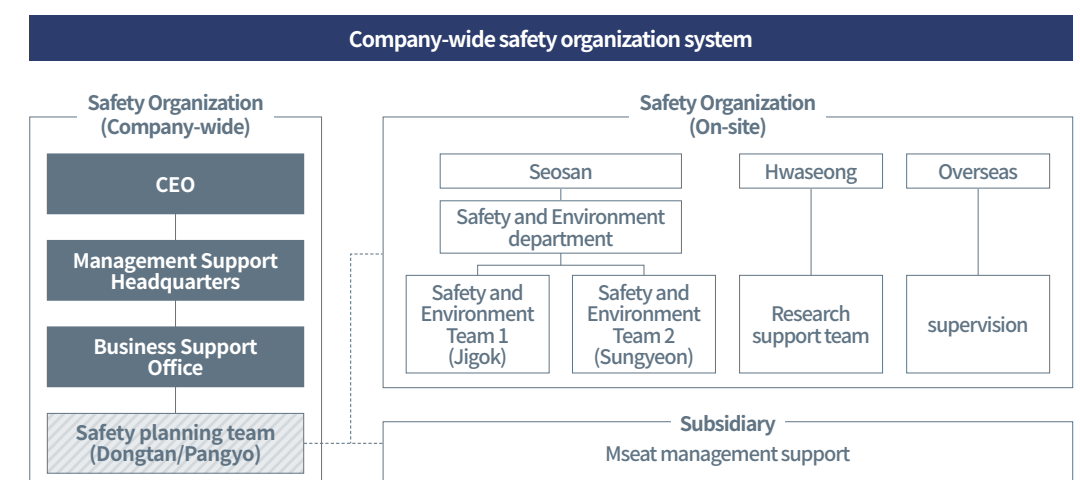 Company-wide safety organization system
Safety Organization
(Company-wide)
CEO
Management Support
Headquarters
Business Support
Office
Safety planning team
(Dongtan/Pangyo)
Safety Organization
(On-site)
Seosan
Safety and Environment
department
Safety and
Environment
Team 1
(Jigok)
Safety and
Environment
Team 2
(Sungyeon)
Hwaseong
Research
support team
Overseas
supervision
Subsidiary
Mseat management support